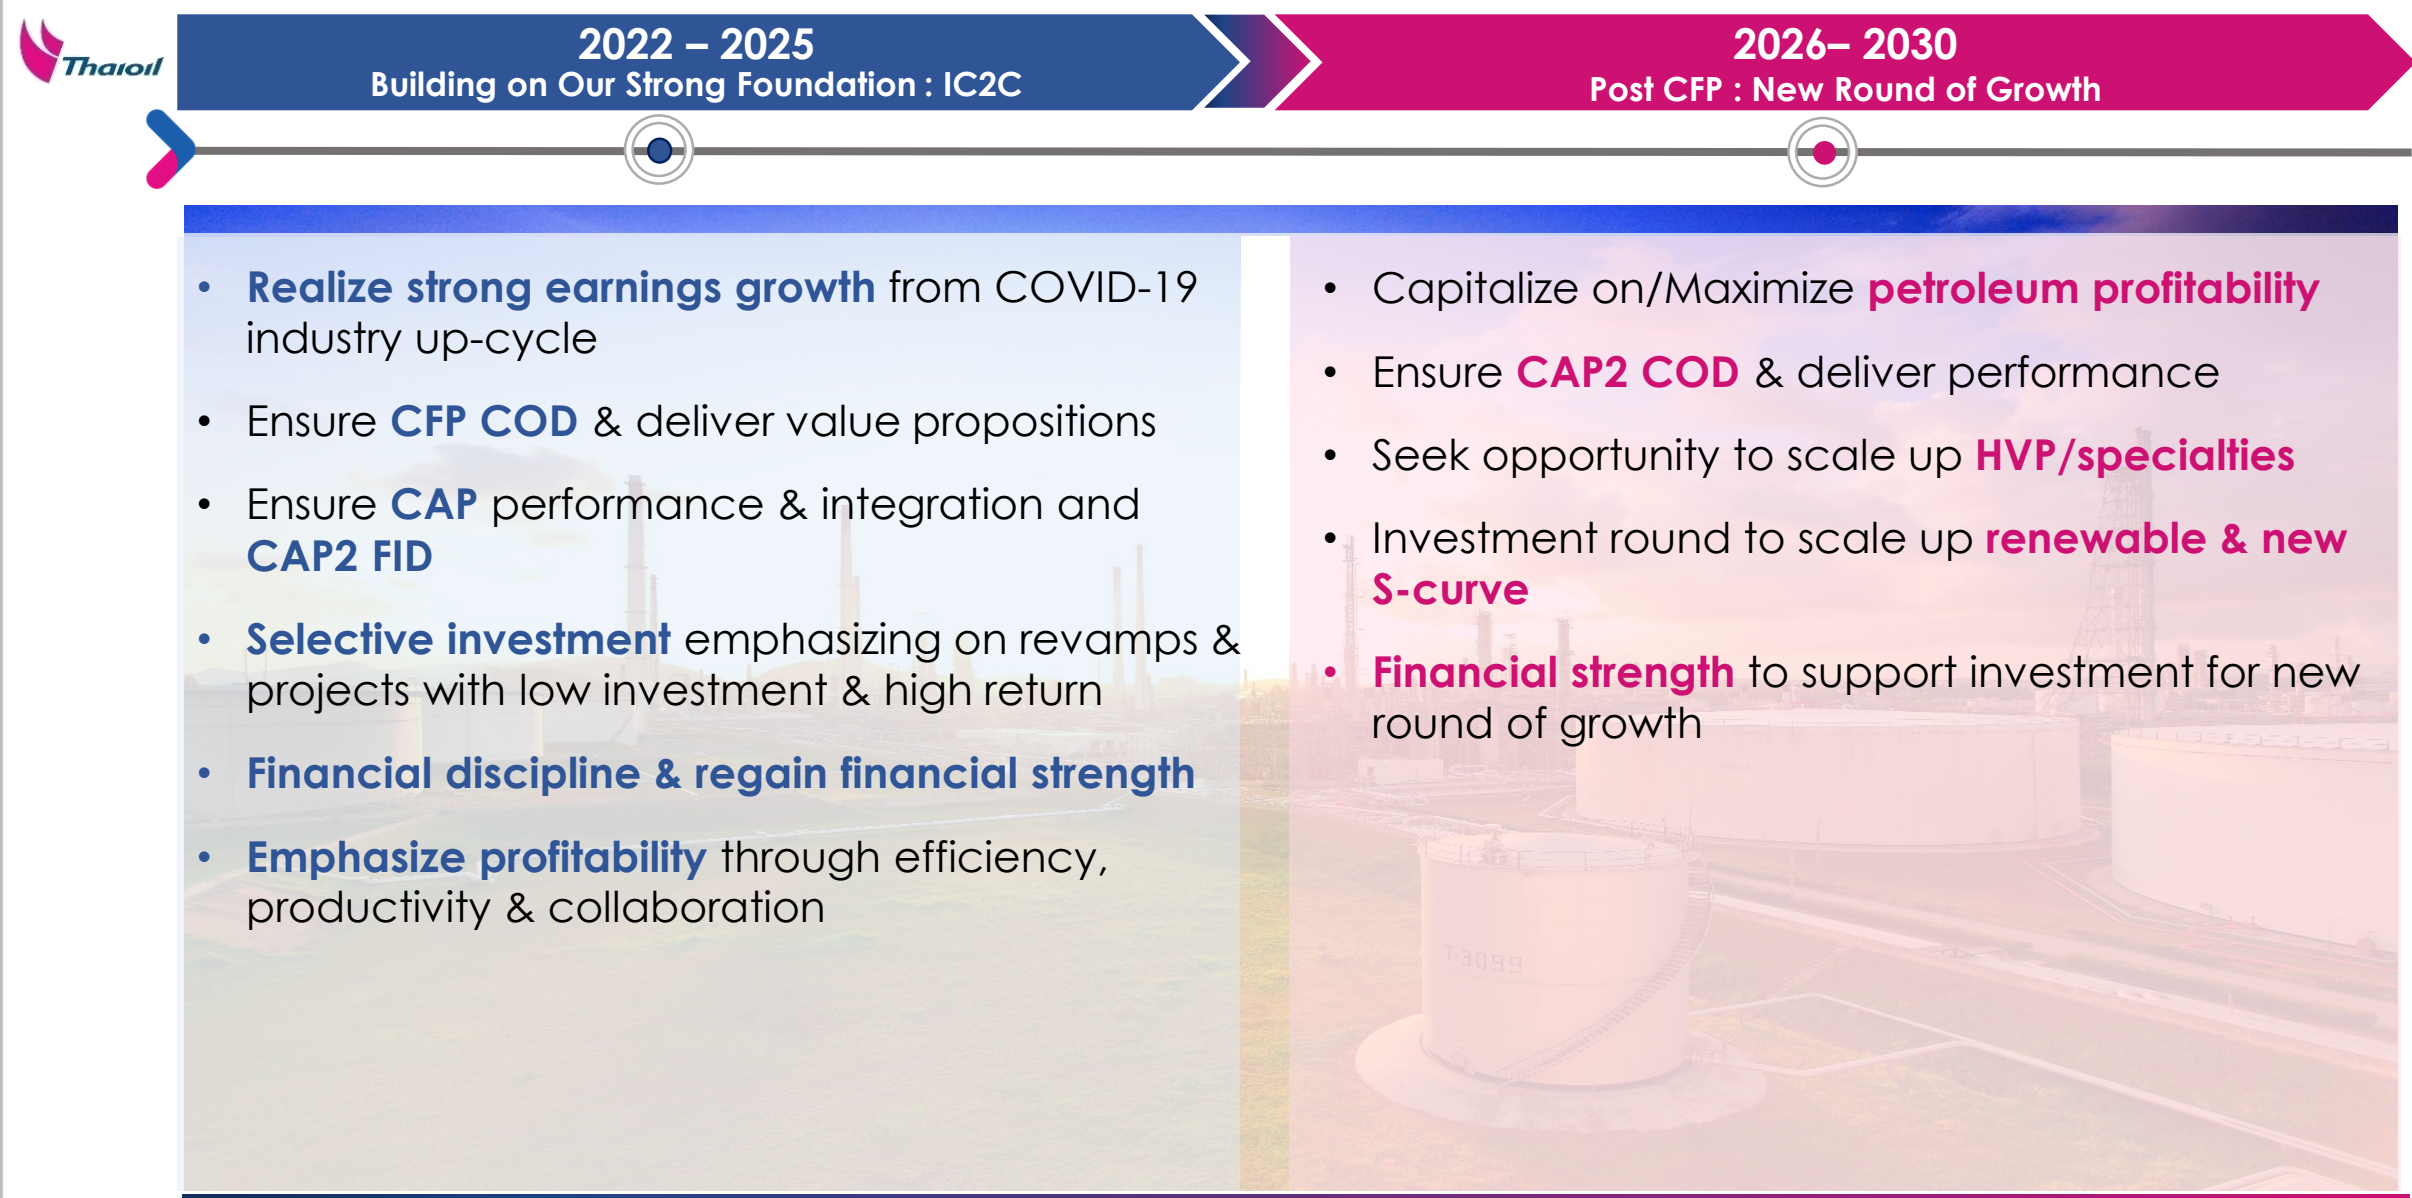 Thaioil
2022 – 2025
Building on Our Strong Foundation : IC2C
2026– 2030
Post CFP : New Round of Growth
• Realize strong earnings growth from COVID-19
industry up-cycle
• Ensure CFP COD & deliver value propositions
• Ensure CAP performance & integration and
CAP2 FID
• Selective investment emphasizing on revamps &
projects with low investment & high return
• Financial discipline & regain financial strength
• Emphasize profitability through efficiency,
productivity & collaboration
• Capitalize on/Maximize petroleum profitability
• Ensure CAP2 COD & deliver performance
• Seek opportunity to scale up HVP/specialties
• Investment round to scale up renewable & new
S-curve
• Financial strength to support investment for new
round of growth
T-3099